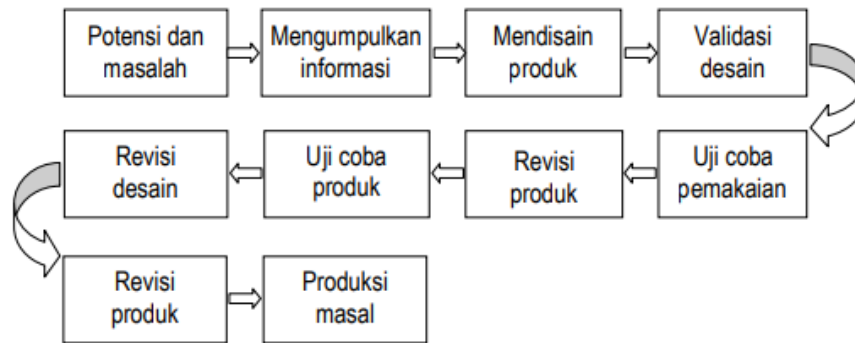 Potensi dan
masalah
Mengumpulkan
informasi
Mendisain
produk
Validasi
desain
Revisi
desain
Uji coba
produk
Revisi
produk
Uji coba
pemakaian
Revisi
produk
Produksi
masal